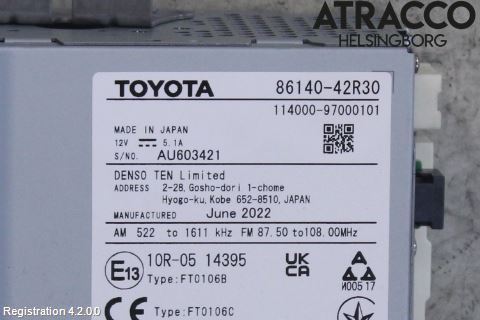 ATRACCO
HELSINGBORG
TOYOTA 86140-42R30
114000-97000101
MADE IN JAPAN
12V 5.1A
S/NO. AU603421
DENSO TEN Limited
ADDRESS 2-28, Gosho-dori 1-chome
Hyogo-ku, Kobe 652-8510, JAPAN
MANUFACTURED June 2022
AM 522 to 1611 kHz FM 87.50 to108.00MHz
E13 10R-05 14395 UK CA
Type: FT0106B N00517
CE Type: FT0106C
Registration 4.2.0.0